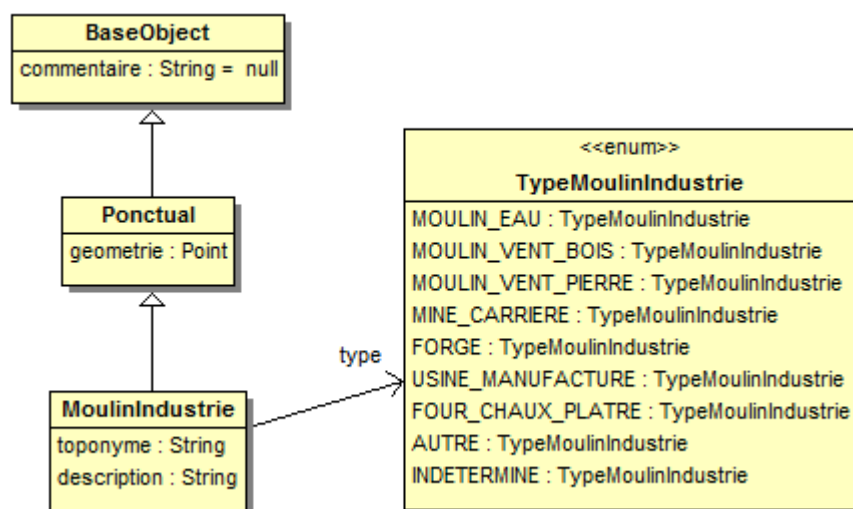 BaseObject
commentaire : String = null
Ponctual
geometrie : Point
type
MoulinIndustrie
toponyme : String
description : String
<<enum>>
TypeMoulinIndustrie
MOULIN_EAU : TypeMoulinIndustrie
MOULIN_VENT_BOIS : TypeMoulinIndustrie
MOULIN_VENT_PIERRE : TypeMoulinIndustrie
MINE_CARRIERE : TypeMoulinIndustrie
FORGE : TypeMoulinIndustrie
USINE_MANUFACTURE : TypeMoulinIndustrie
FOUR_CHAUX_PLATRE : TypeMoulinIndustrie
AUTRE : TypeMoulinIndustrie
INDETERMINE : TypeMoulinIndustrie